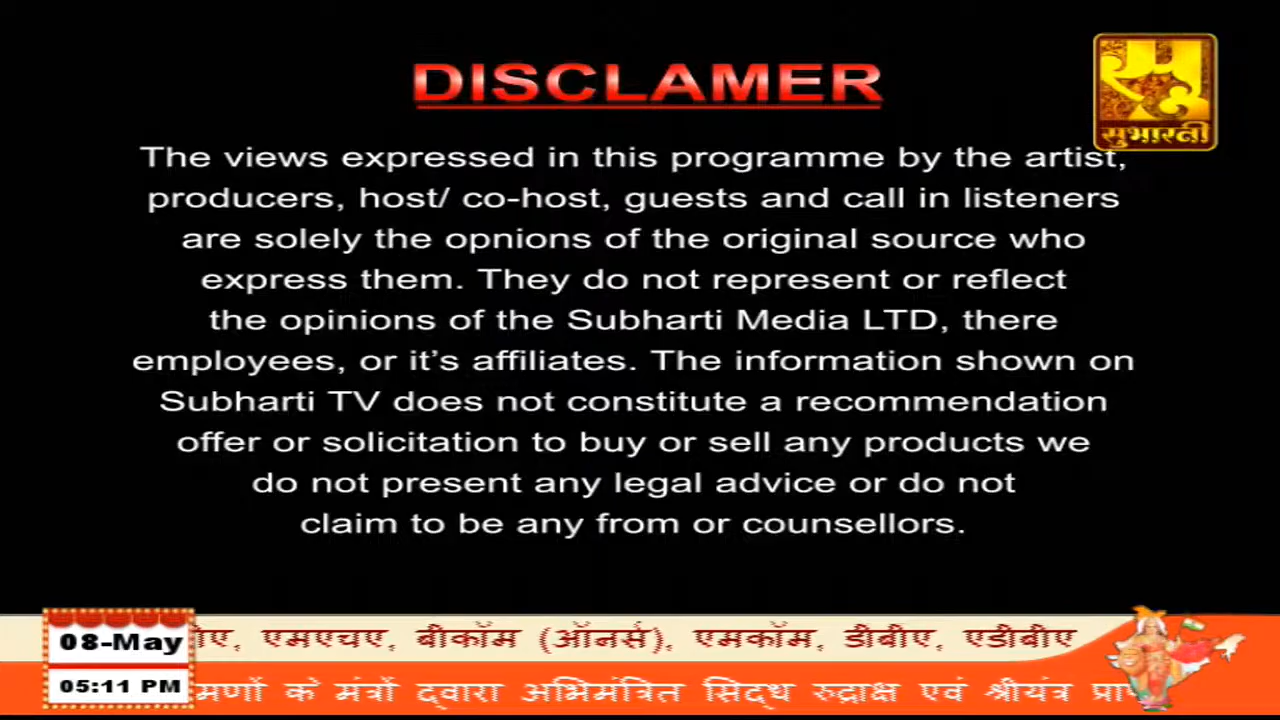 DISCLAMER
सुभारती
The views expressed in this programme by the artist,
producers, host/ co-host, guests and call in listeners
are solely the opnions of the original source who
express them. They do not represent or reflect
the opinions of the Subharti Media LTD, there
employees, or it's affiliates. The information shown on
Subharti TV does not constitute a recommendation
offer or solicitation to buy or sell any products we
do not present any legal advice or do not
claim to be any from or counsellors.
08-May
एमएचए, बीकॉम (ऑनर्स), एमकॉम, डीबीए, एडीबीए
05:11 PM
के मंत्रों द्वारा अभिमंत्रित सिद्ध रुद्राक्ष एवं श्रीयंत्र